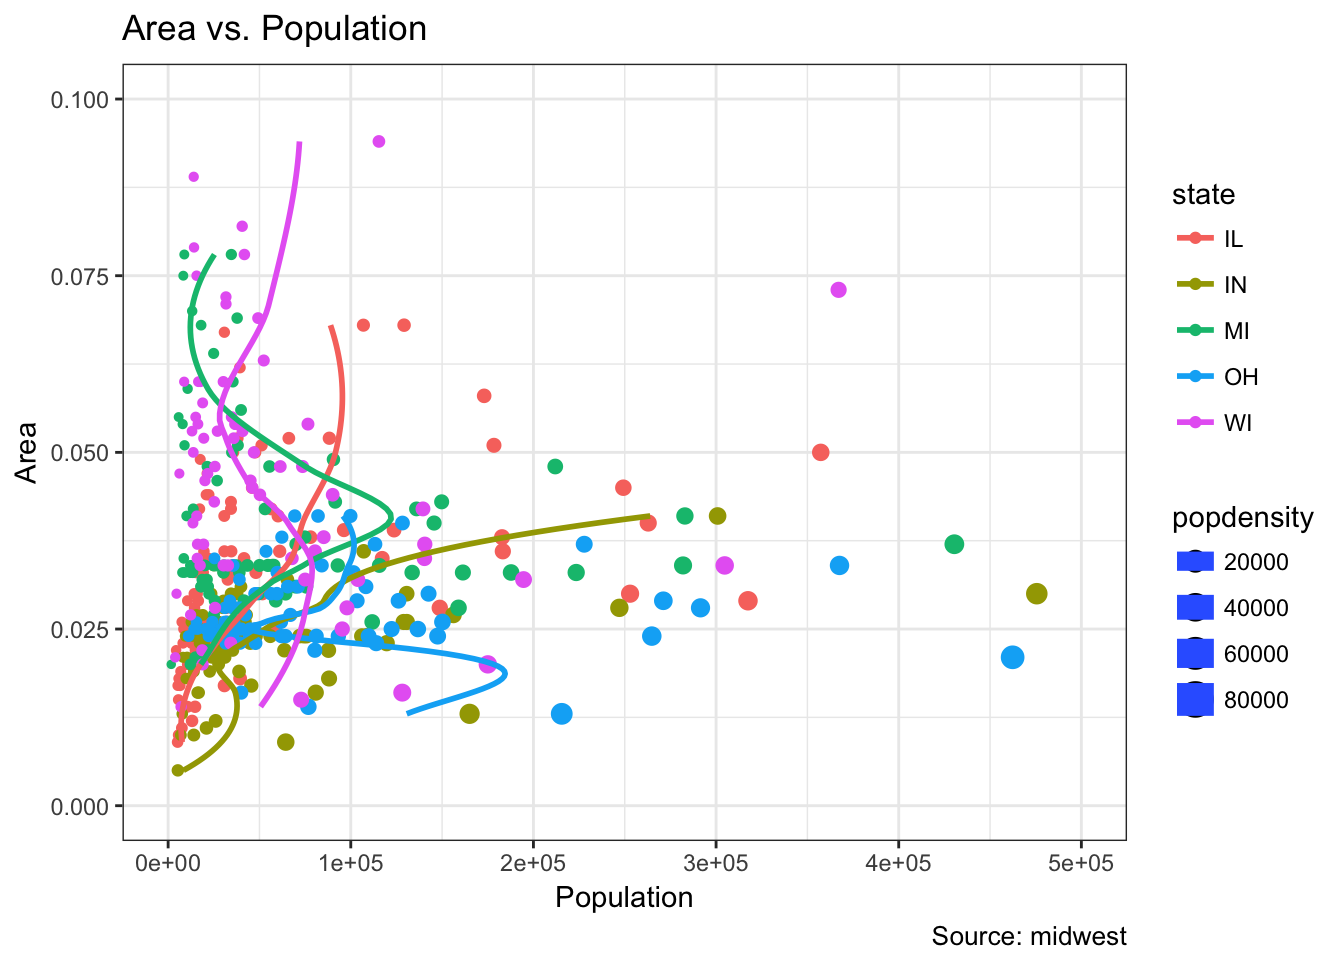 Area vs. Population
0.100
0.075
0.050
0.025
0.000
Area
0e+00 1e+05 2e+05 3e+05 4e+05 5e+05
Population
Source: midwest
state
IL
IN
MI
OH
WI
popdensity
20000
40000
60000
80000